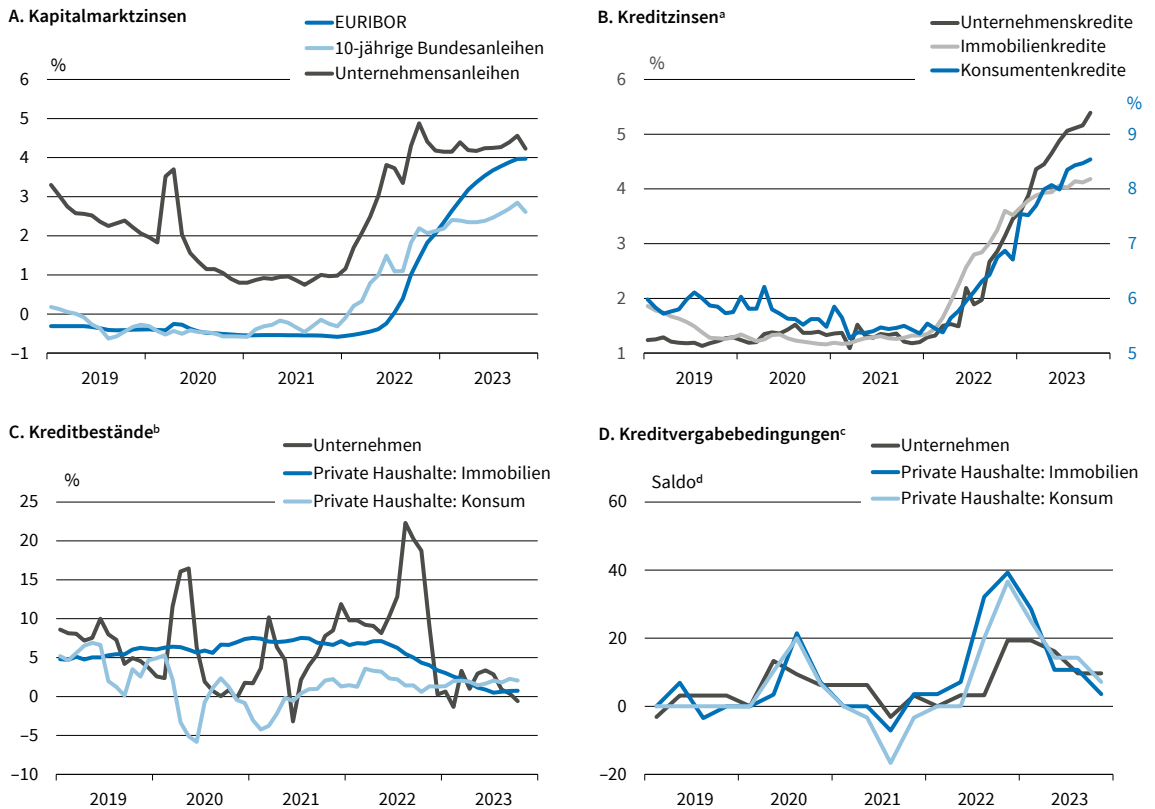 A. Kapitalmarktzinsen
EURIBOR
10-jährige Bundesanleihen
Unternehmensanleihen
%
6
5
4
3
2
1
0
–1
2019 2020 2021 2022 2023
B. Kreditzinsenᵃ
Unternehmenskredite
Immobilienkredite
Konsumentenkredite
%
%
6
5 9
4 8
3 7
2 6
1 5
2019 2020 2021 2022 2023
C. Kreditbeständeᵇ
Unternehmen
Private Haushalte: Immobilien
Private Haushalte: Konsum
%
25
20
15
10
5
0
–5
–10
2019 2020 2021 2022 2023
D. Kreditvergabebedingungenᶜ
Unternehmen
Private Haushalte: Immobilien
Private Haushalte: Konsum
Saldoᵈ
60
40
20
0
–20
2019 2020 2021 2022 2023